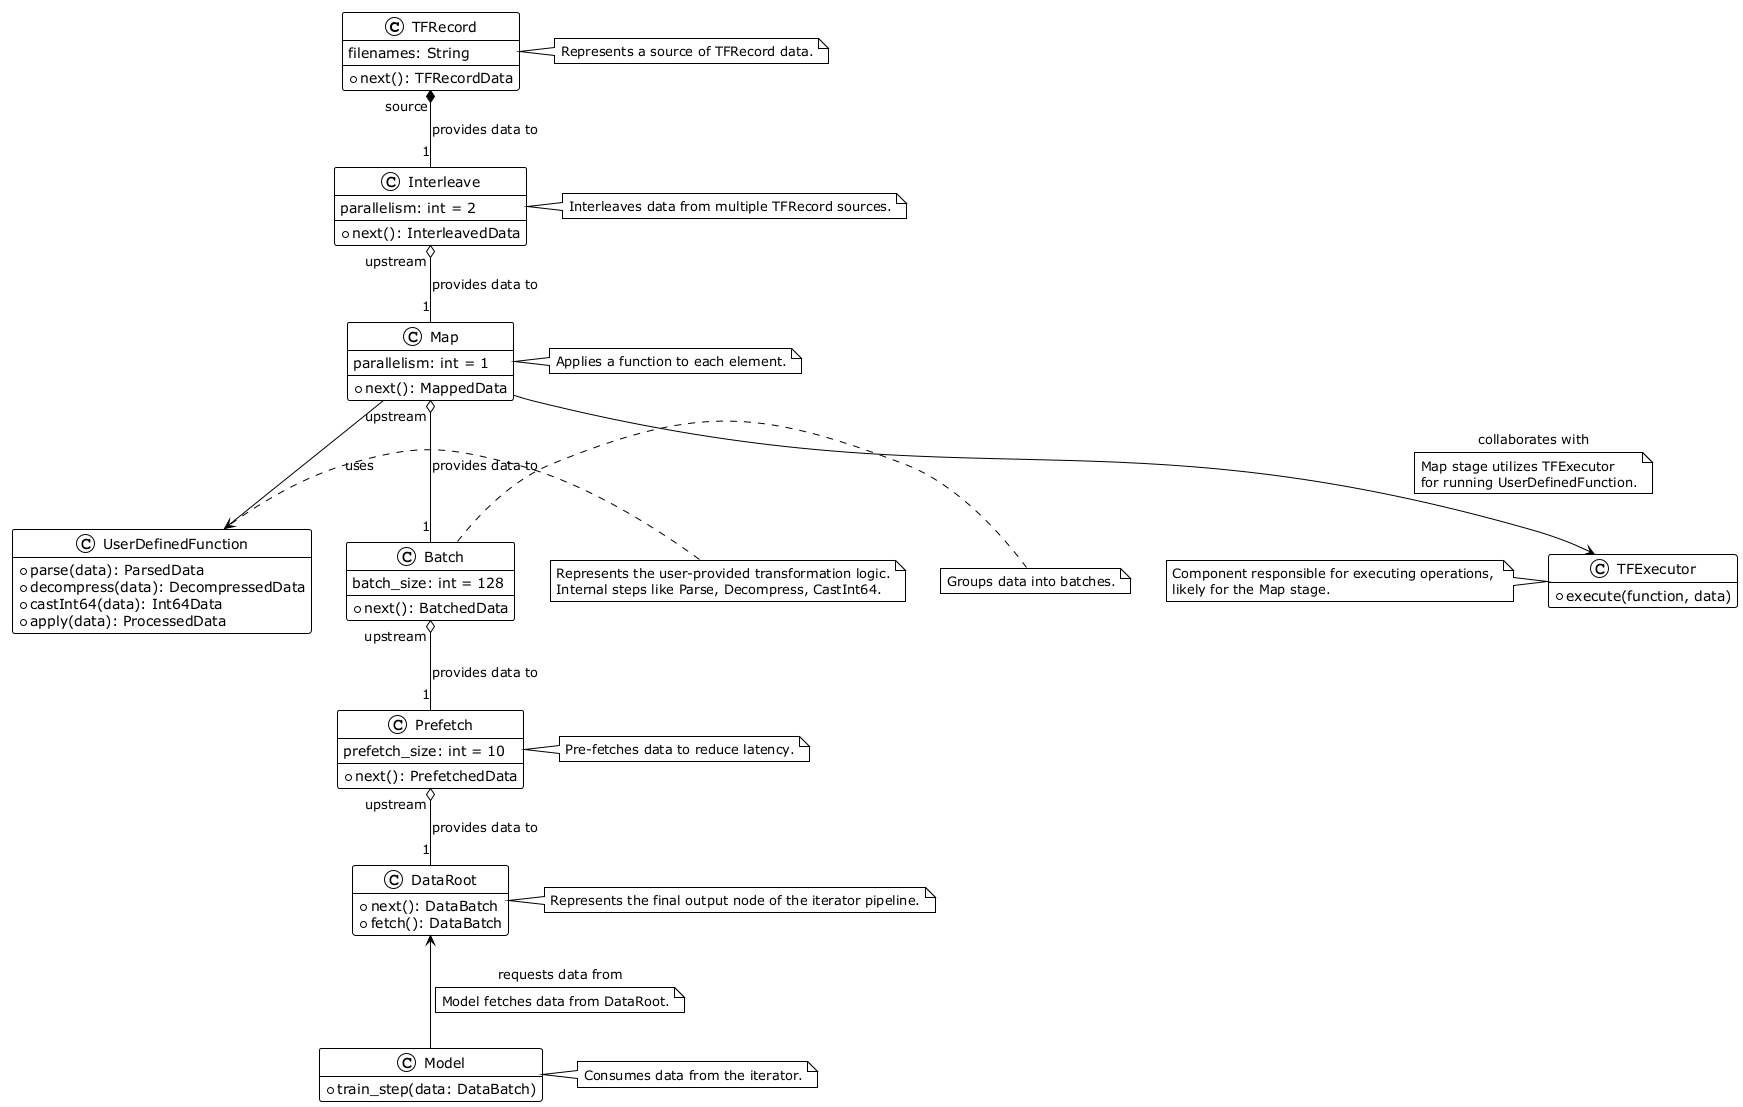 C TFRecord
filenames: String
next(): TFRecordData
Represents a source of TFRecord data.
source
provides data to
1
C Interleave
parallelism: int = 2
next(): InterleavedData
Interleaves data from multiple TFRecord sources.
upstream
provides data to
1
C Map
parallelism: int = 1
next(): MappedData
Applies a function to each element.
upstream
uses
provides data to
collaborates with
Map stage utilizes TFExecutor
for running UserDefinedFunction.
1
C UserDefinedFunction
parse(data): ParsedData
decompress(data): DecompressedData
castInt64(data): Int64Data
apply(data): ProcessedData
C Batch
batch_size: int = 128
next(): BatchedData
Represents the user-provided transformation logic.
Internal steps like Parse, Decompress, CastInt64.
Groups data into batches.
Component responsible for executing operations,
likely for the Map stage.
C TFExecutor
execute(function, data)
upstream
provides data to
1
C Prefetch
prefetch_size: int = 10
next(): PrefetchedData
Pre-fetches data to reduce latency.
upstream
provides data to
1
C DataRoot
next(): DataBatch
fetch(): DataBatch
Represents the final output node of the iterator pipeline.
requests data from
Model fetches data from DataRoot.
C Model
train_step(data: DataBatch)
Consumes data from the iterator.